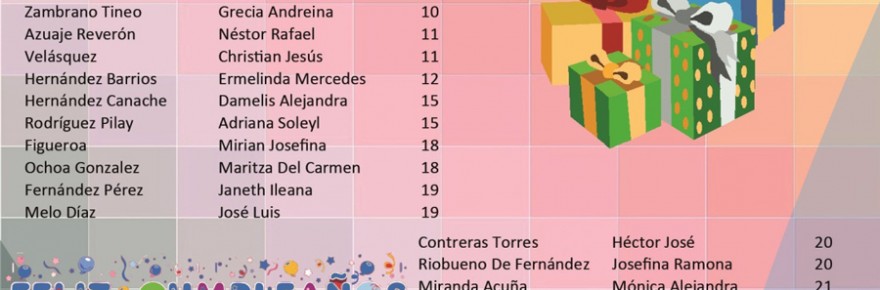 Zambrano Tineo Grecia Andreina 10
Azuaje Reverón Néstor Rafael 11
Velásquez Christian Jesús 11
Hernández Barrios Ermelinda Mercedes 12
Hernández Canache Damelis Alejandra 15
Rodríguez Pilay Adriana Soleyl 15
Figueroa Mirian Josefina 18
Ochoa Gonzalez Maritza Del Carmen 18
Fernández Pérez Janeth Ileana 19
Melo Díaz José Luis 19
Contreras Torres Héctor José 20
Riobueno De Fernández Josefina Ramona 20
Miranda Acuña Mónica Alejandra 21